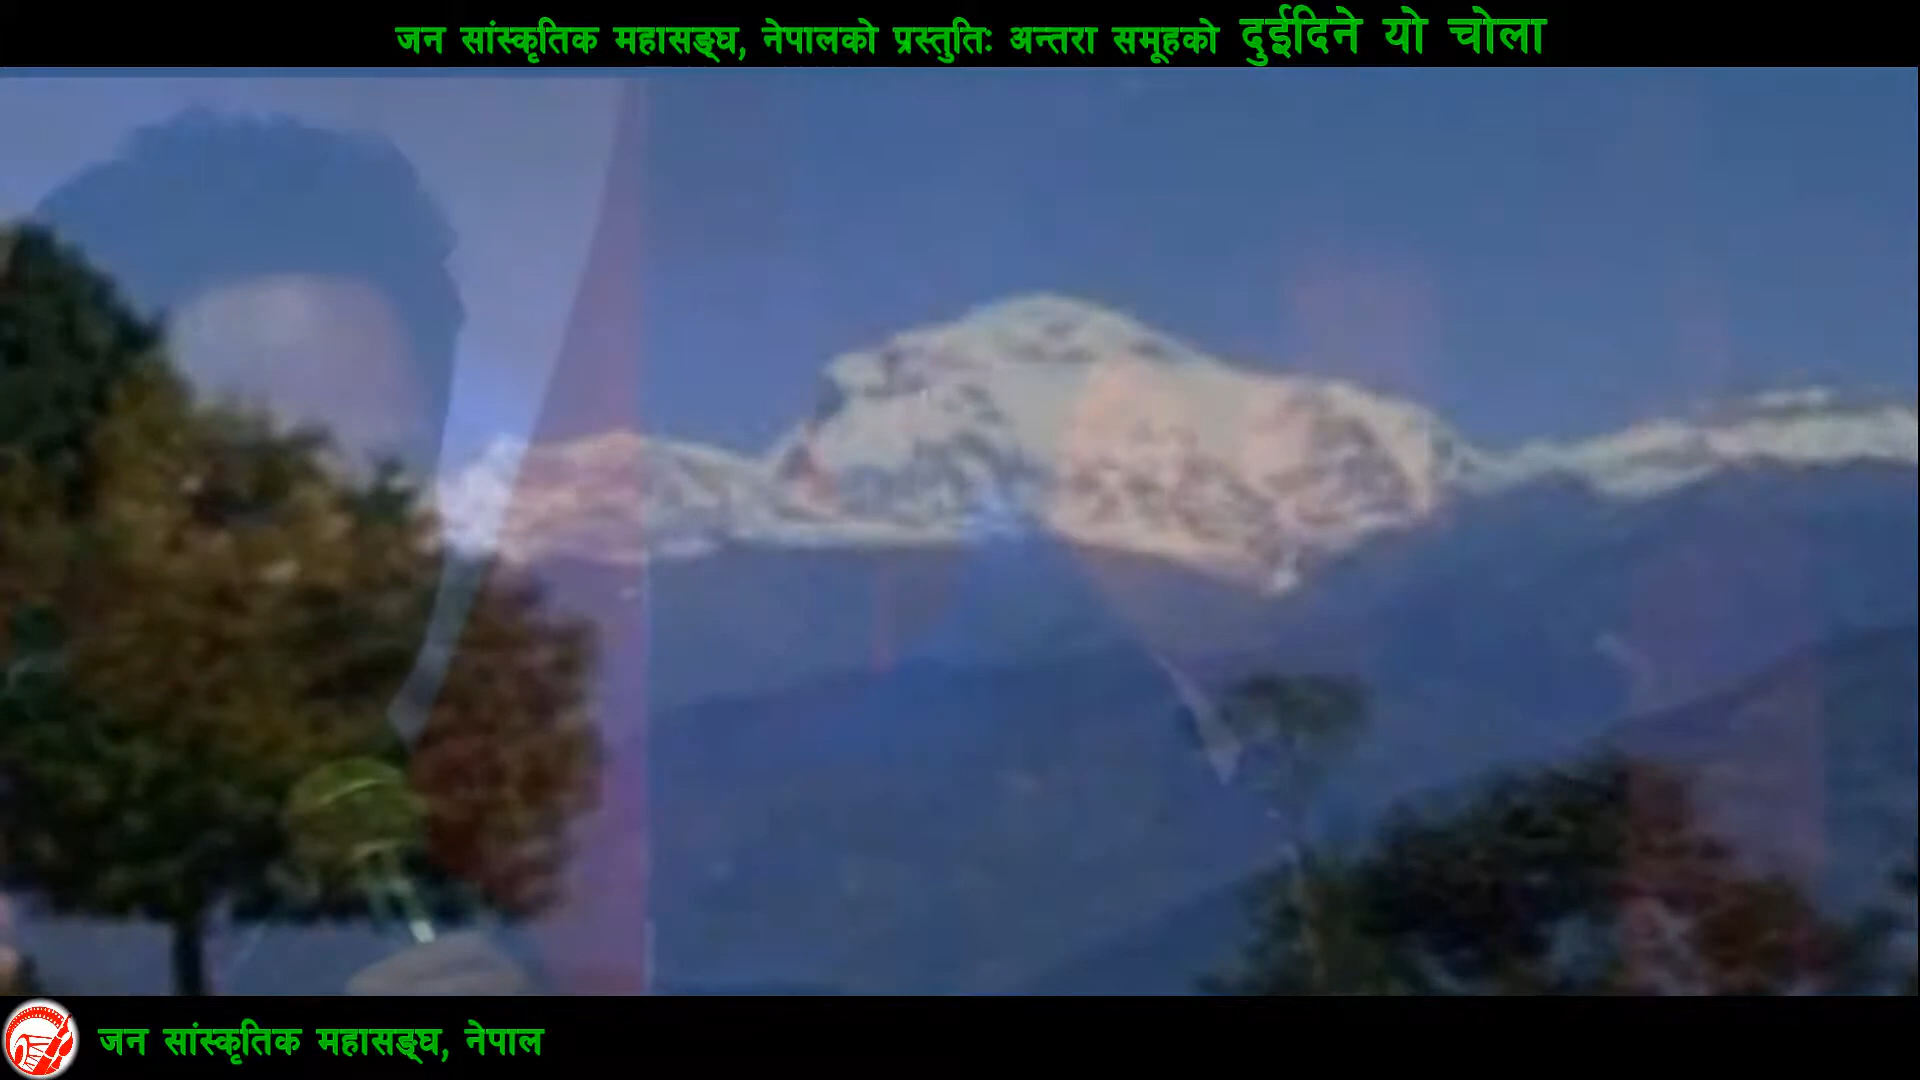 जन सांस्कृतिक महासङ्घ, नेपालको प्रस्तुतिः अन्तरा समूहको दुईदिने यो चोला
जन सांस्कृतिक महासङ्घ, नेपाल